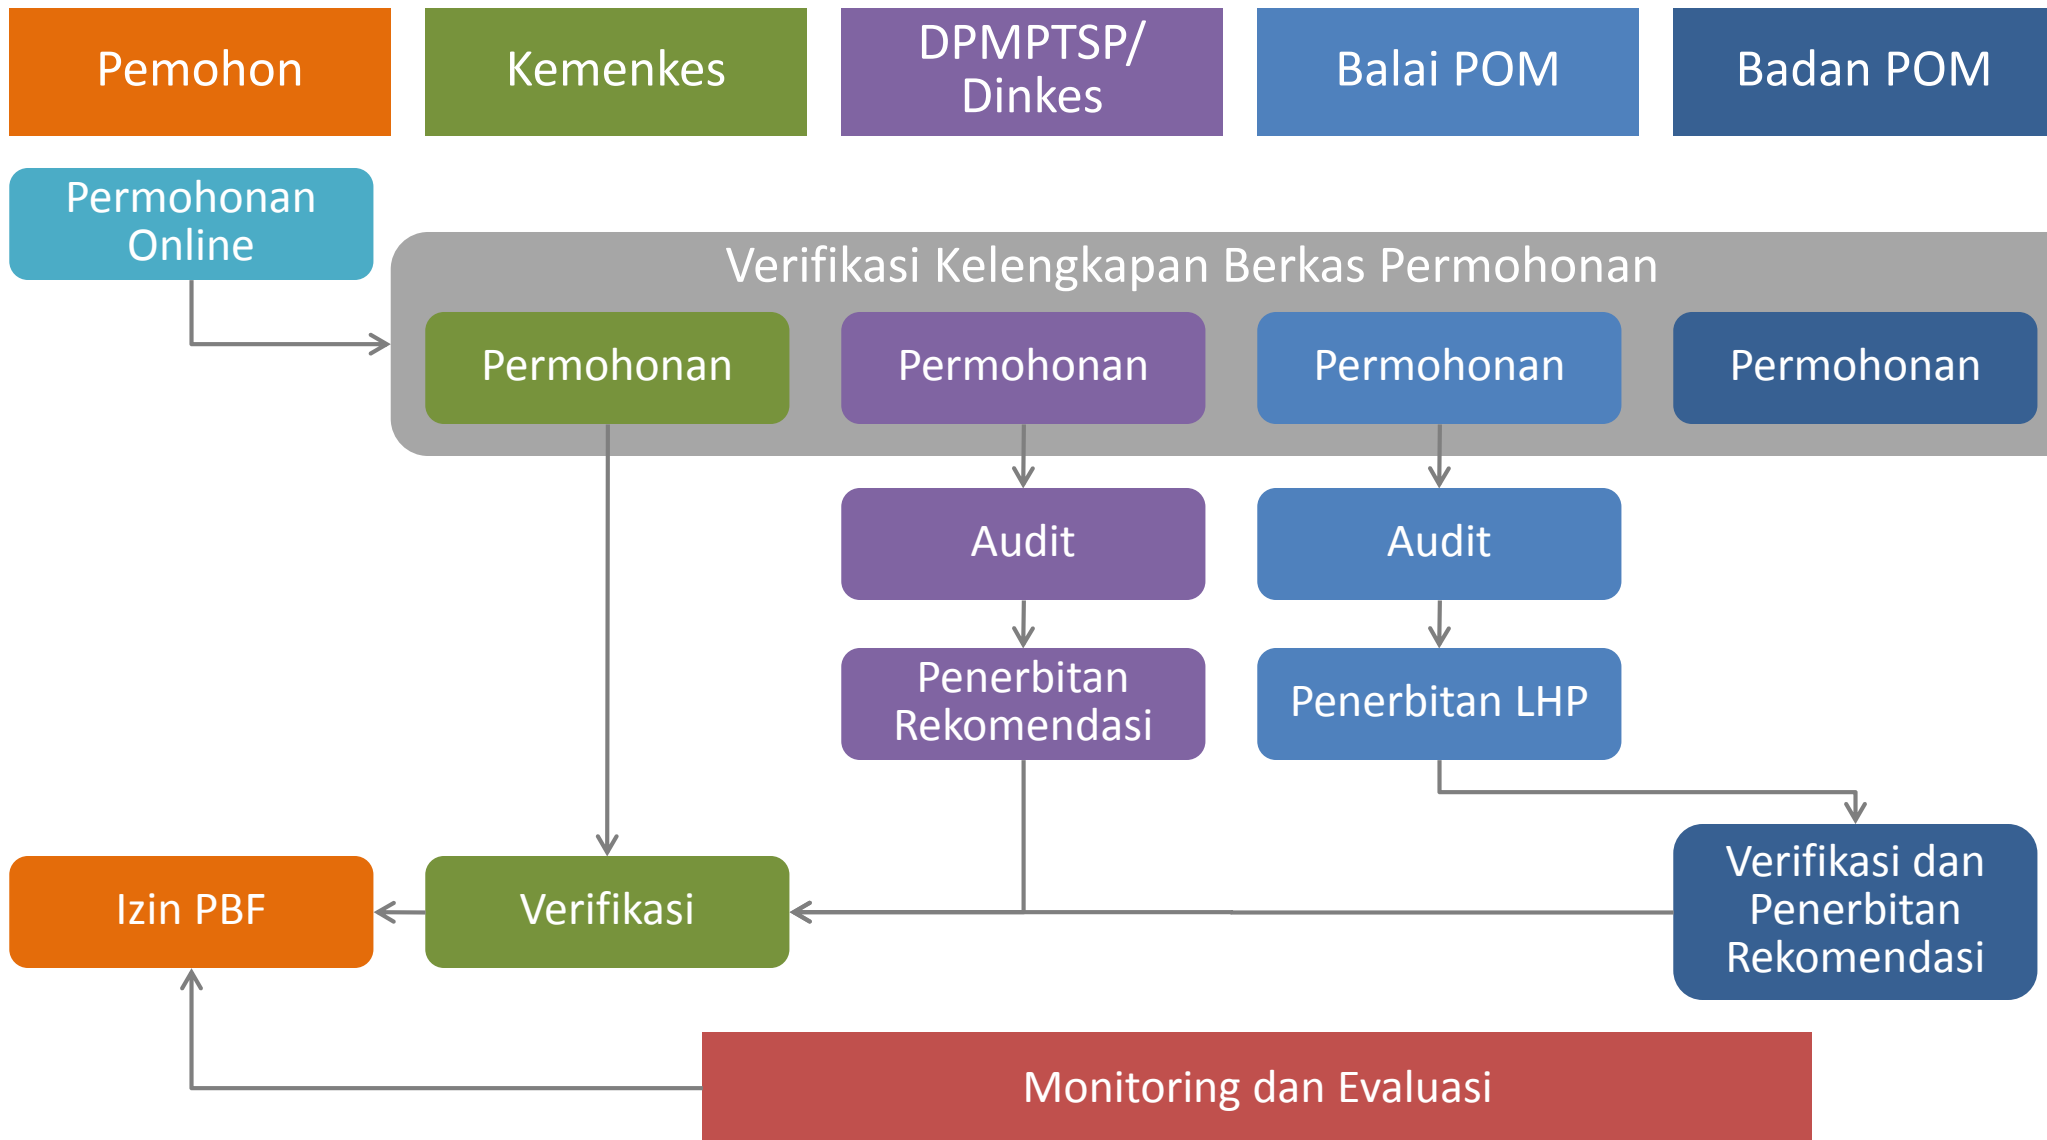 Pemohon
Kemenkes
DPMPTSP/
Dinkes
Balai POM
Badan POM
Permohonan
Online
Verifikasi Kelengkapan Berkas Permohonan
Permohonan
Permohonan
Permohonan
Permohonan
Audit
Audit
Penerbitan
Rekomendasi
Penerbitan LHP
Izin PBF
Verifikasi
Verifikasi dan
Penerbitan
Rekomendasi
Monitoring dan Evaluasi